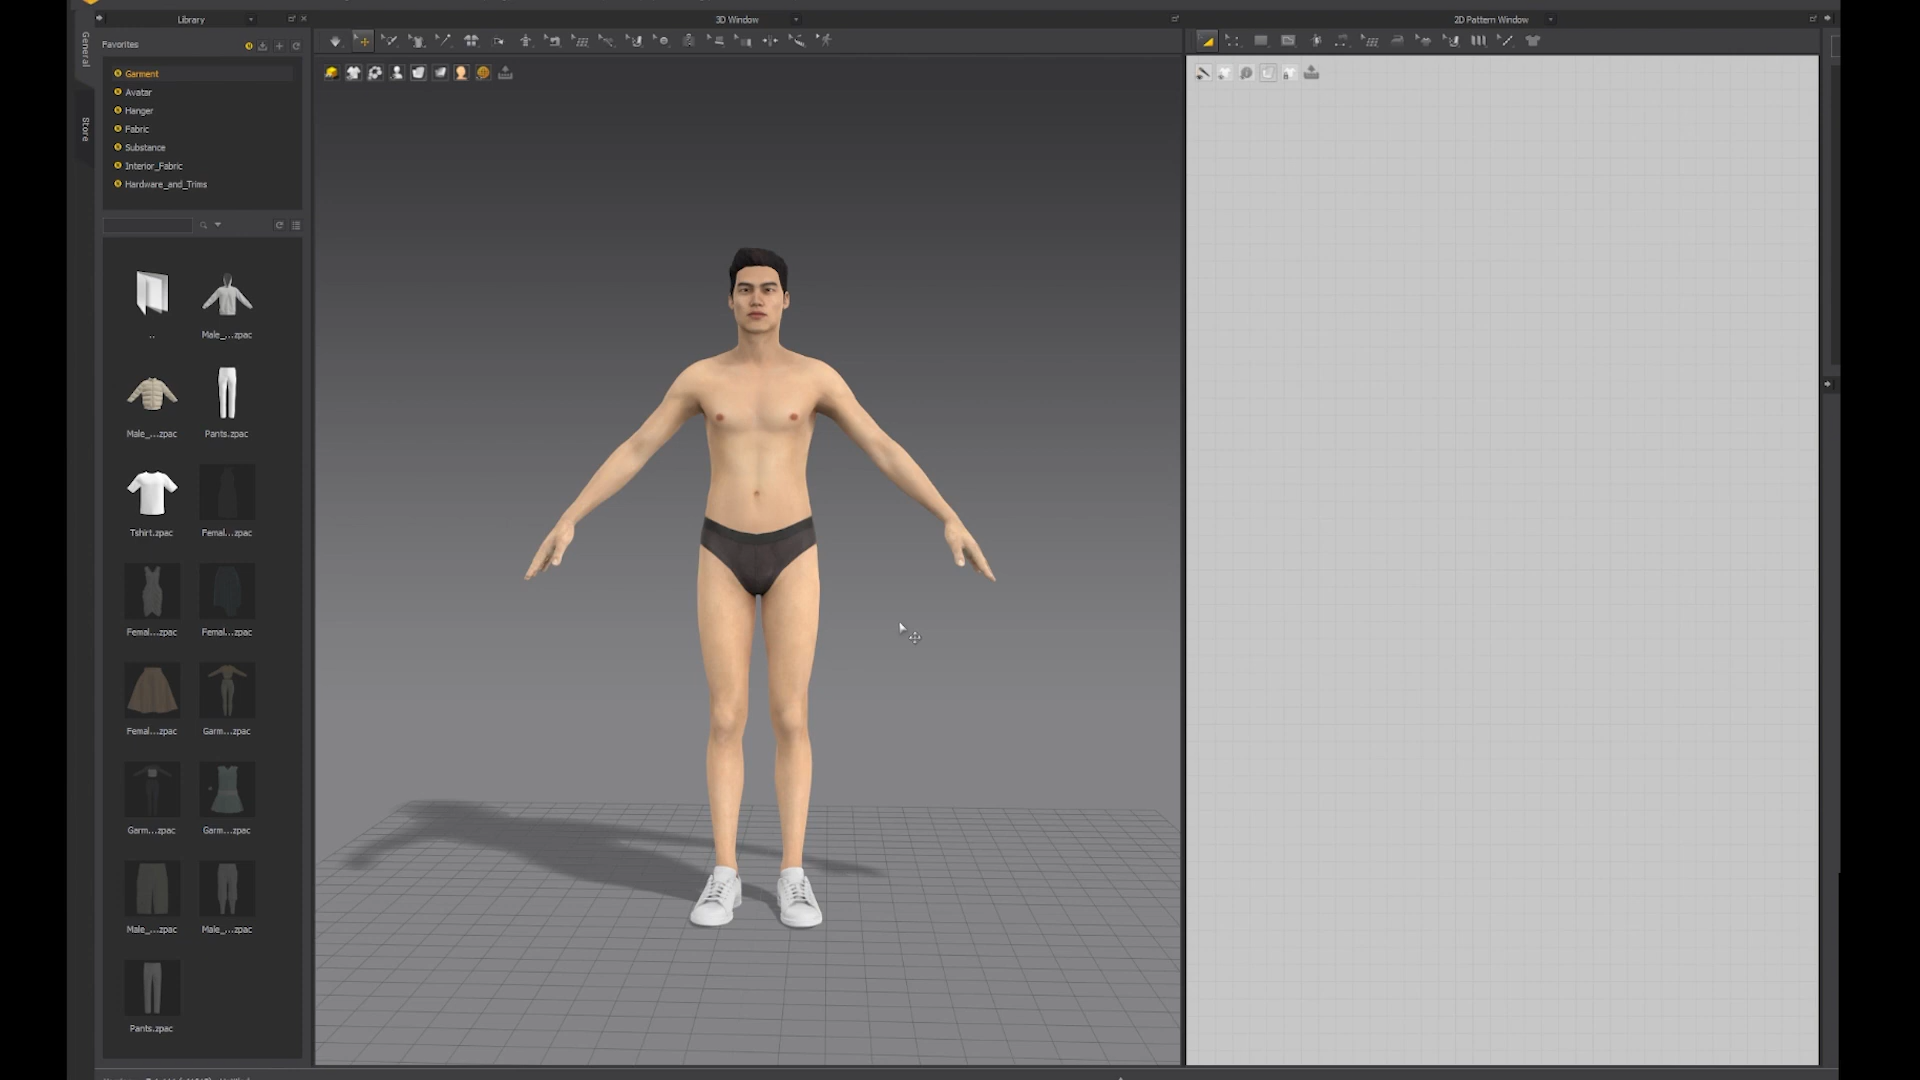 Library
3D Window
2D Pattern Window
General
Store
Favorites
Garment
Avatar
Hanger
Fabric
Substance
Interior_Fabric
Hardware_and_Trims
..
Male_...zpac
Male_...zpac
Pants.zpac
Tshirt.zpac
Femal...zpac
Femal...zpac
Femal...zpac
Femal...zpac
Garm...zpac
Garm...zpac
Garm...zpac
Male_...zpac
Male_...zpac
Pants.zpac